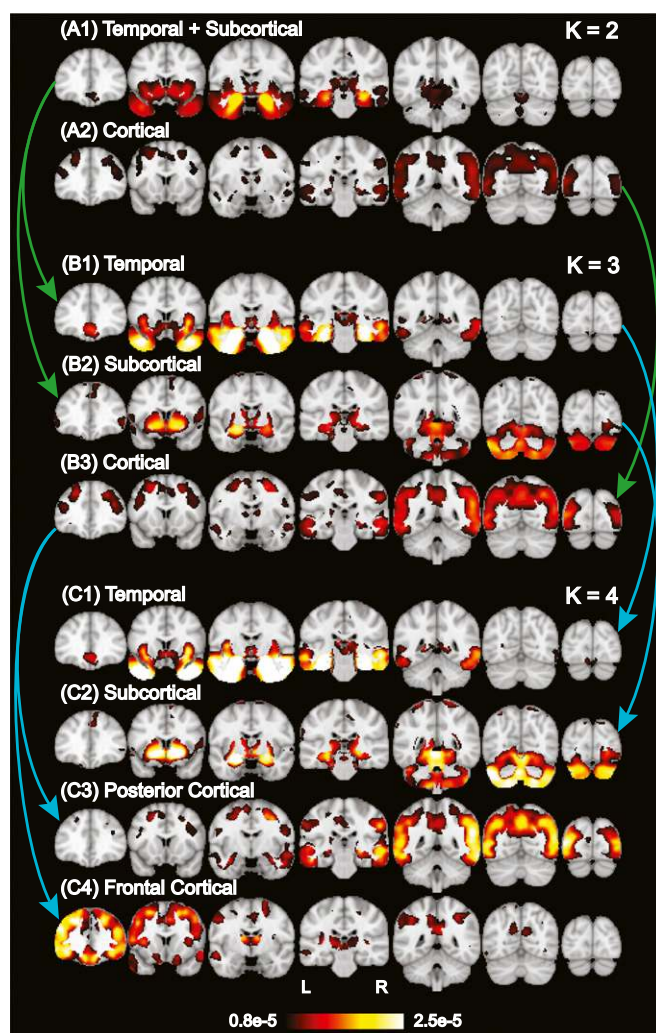 (A1) Temporal + Subcortical K = 2
(A2) Cortical
(B1) Temporal K = 3
(B2) Subcortical
(B3) Cortical
(C1) Temporal K = 4
(C2) Subcortical
(C3) Posterior Cortical
(C4) Frontal Cortical
L R
0.8e-5 2.5e-5